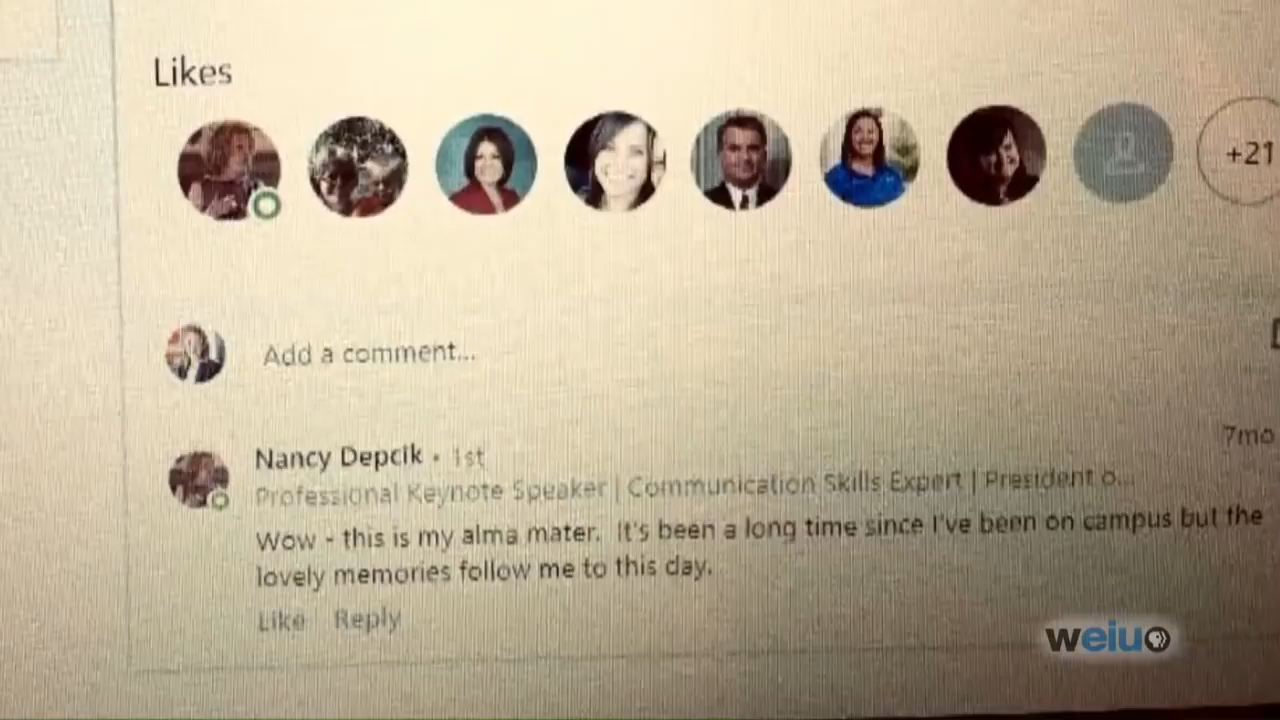 Likes
+21
Add a comment...
7mo
Nancy Depcik • 1st
Professional Keynote Speaker | Communication Skills Expert | President o...
Wow - this is my alma mater. It's been a long time since I've been on campus but the
lovely memories follow me to this day.
Like Reply
weiu